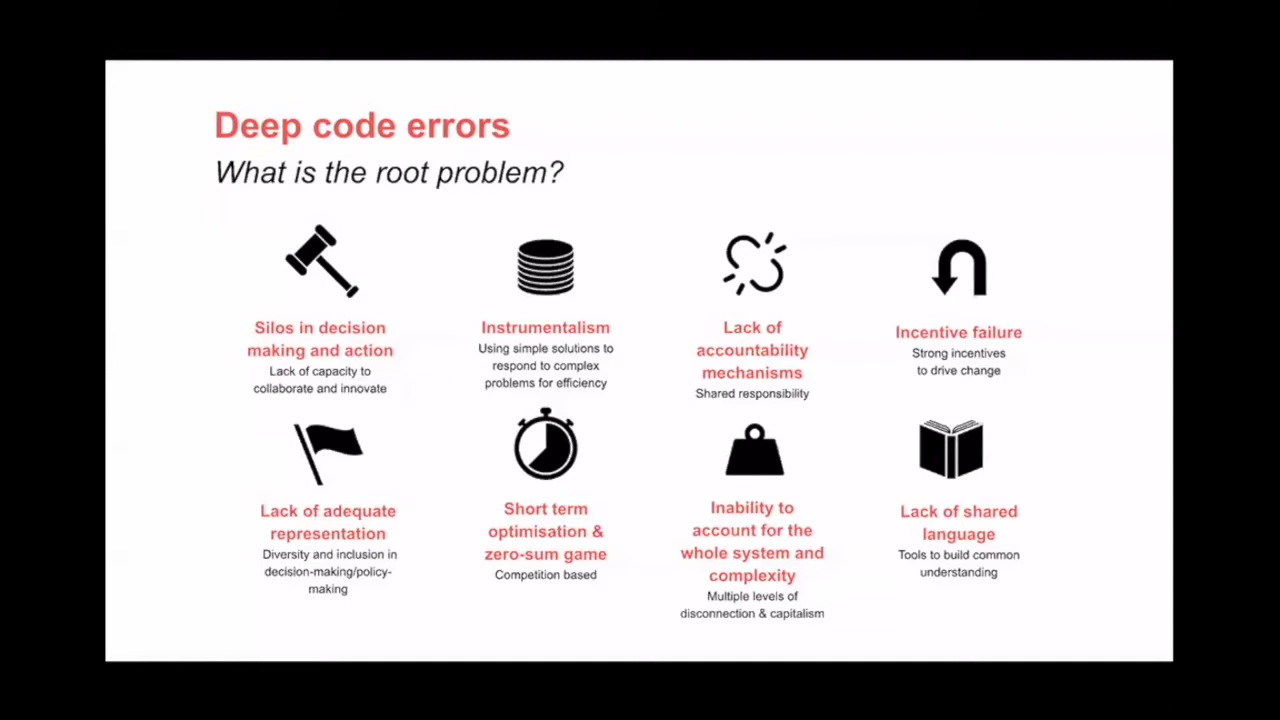 Deep code errors
What is the root problem?
Silos in decision
making and action
Lack of capacity to
collaborate and innovate
Instrumentalism
Using simple solutions to
respond to complex
problems for efficiency
Lack of
accountability
mechanisms
Shared responsibility
Incentive failure
Strong incentives
to drive change
Lack of adequate
representation
Diversity and inclusion in
decision-making/policy-
making
Short term
optimisation &
zero-sum game
Competition based
Inability to
account for the
whole system and
complexity
Multiple levels of
disconnection & capitalism
Lack of shared
language
Tools to build common
understanding